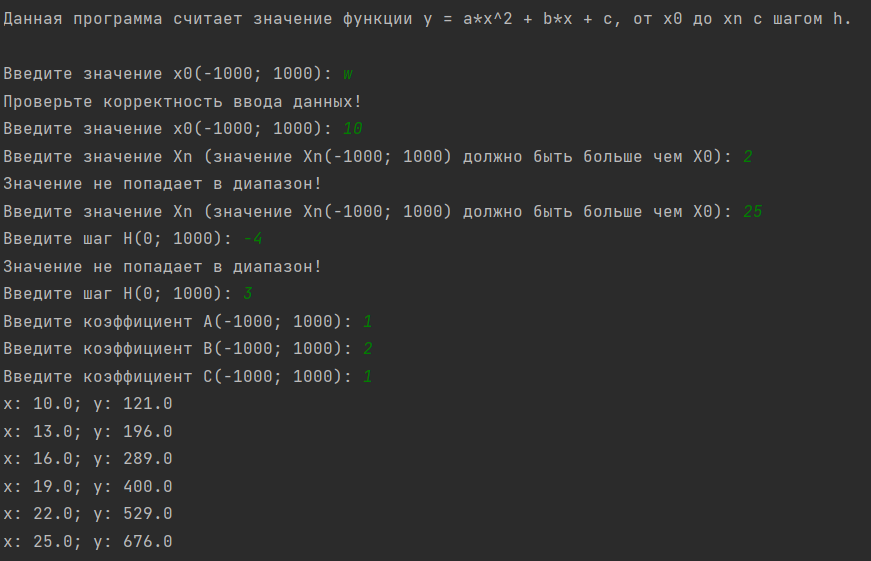 Данная программа считает значение функции y = a*x^2 + b*x + c, от x0 до xn с шагом h.
Введите значение x0(-1000; 1000): w
Проверьте корректность ввода данных!
Введите значение x0(-1000; 1000): 10
Введите значение Xn (значение Xn(-1000; 1000) должно быть больше чем X0): 2
Значение не попадает в диапазон!
Введите значение Xn (значение Xn(-1000; 1000) должно быть больше чем X0): 25
Введите шаг H(0; 1000): -4
Значение не попадает в диапазон!
Введите шаг H(0; 1000): 3
Введите коэффициент A(-1000; 1000): 1
Введите коэффициент B(-1000; 1000): 2
Введите коэффициент C(-1000; 1000): 1
x: 10.0; y: 121.0
x: 13.0; y: 196.0
x: 16.0; y: 289.0
x: 19.0; y: 400.0
x: 22.0; y: 529.0
x: 25.0; y: 676.0